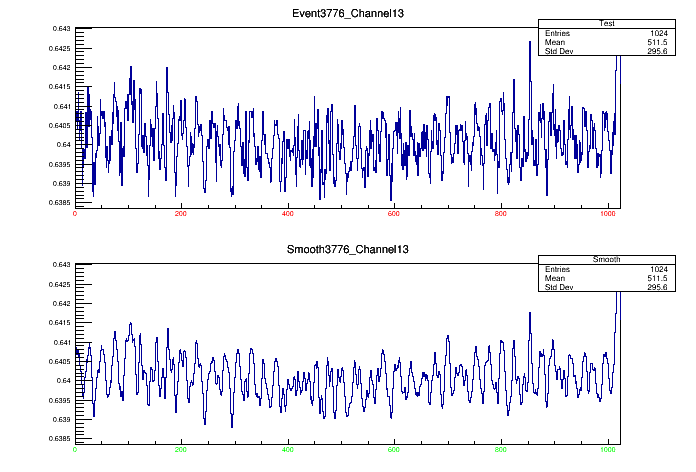 Event3776_Channel13
Test
Entries 1024
Mean 511.5
Std Dev 295.6
0.643
0.6425
0.642
0.6415
0.641
0.6405
0.64
0.6395
0.639
0.6385
0 200 400 600 800 1000
Smooth3776_Channel13
Smooth
Entries 1024
Mean 511.5
Std Dev 295.6
0.643
0.6425
0.642
0.6415
0.641
0.6405
0.64
0.6395
0.639
0.6385
0 200 400 600 800 1000